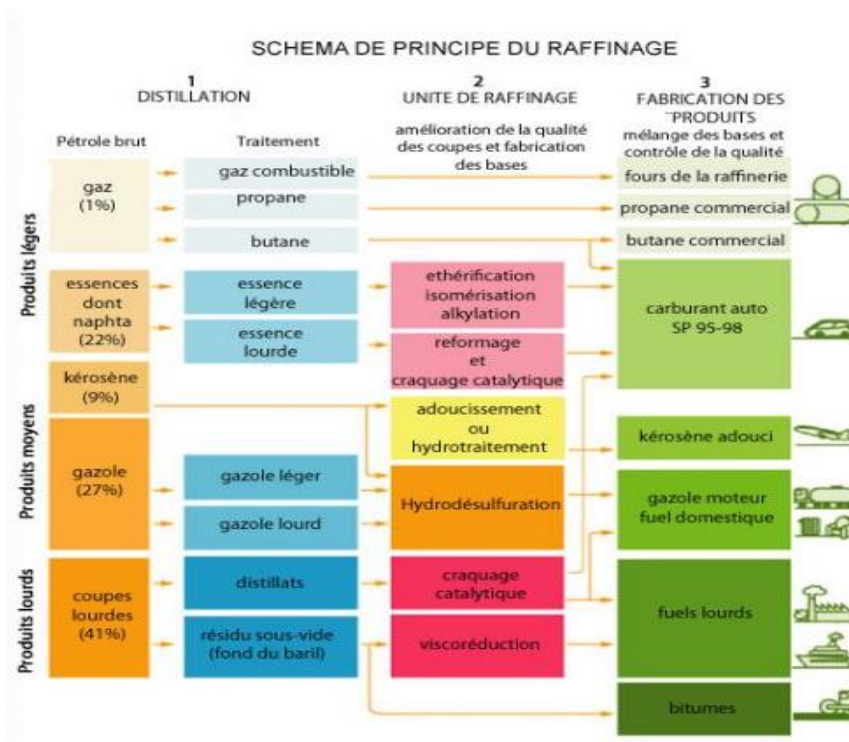 SCHEMA DE PRINCIPE DU RAFFINAGE
1
DISTILLATION
2
UNITE DE RAFFINAGE
amélioration de la qualité
des coupes et fabrication
des bases
3
FABRICATION DES
PRODUITS
mélange des bases et
contrôle de la qualité
Pétrole brut
Traitement
Produits légers
gaz
(1%)
gaz combustible
fours de la raffinerie
propane
propane commercial
butane
butane commercial
essences
dont
naphta
(22%)
essence
légère
éthérification
isomérisation
alkylation
carburant auto
SP 95-98
essence
lourde
reformage
et
craquage catalytique
Produits moyens
kérosène
(9%)
adoucissement
ou
hydrotraitement
kérosène adouci
gazole
(27%)
gazole léger
Hydrodésulfuration
gazole moteur
fuel domestique
gazole lourd
Produits lourds
coupes
lourdes
(41%)
distillats
craquage
catalytique
fuels lourds
résidu sous-vide
(fond du baril)
viscoréduction
bitumes